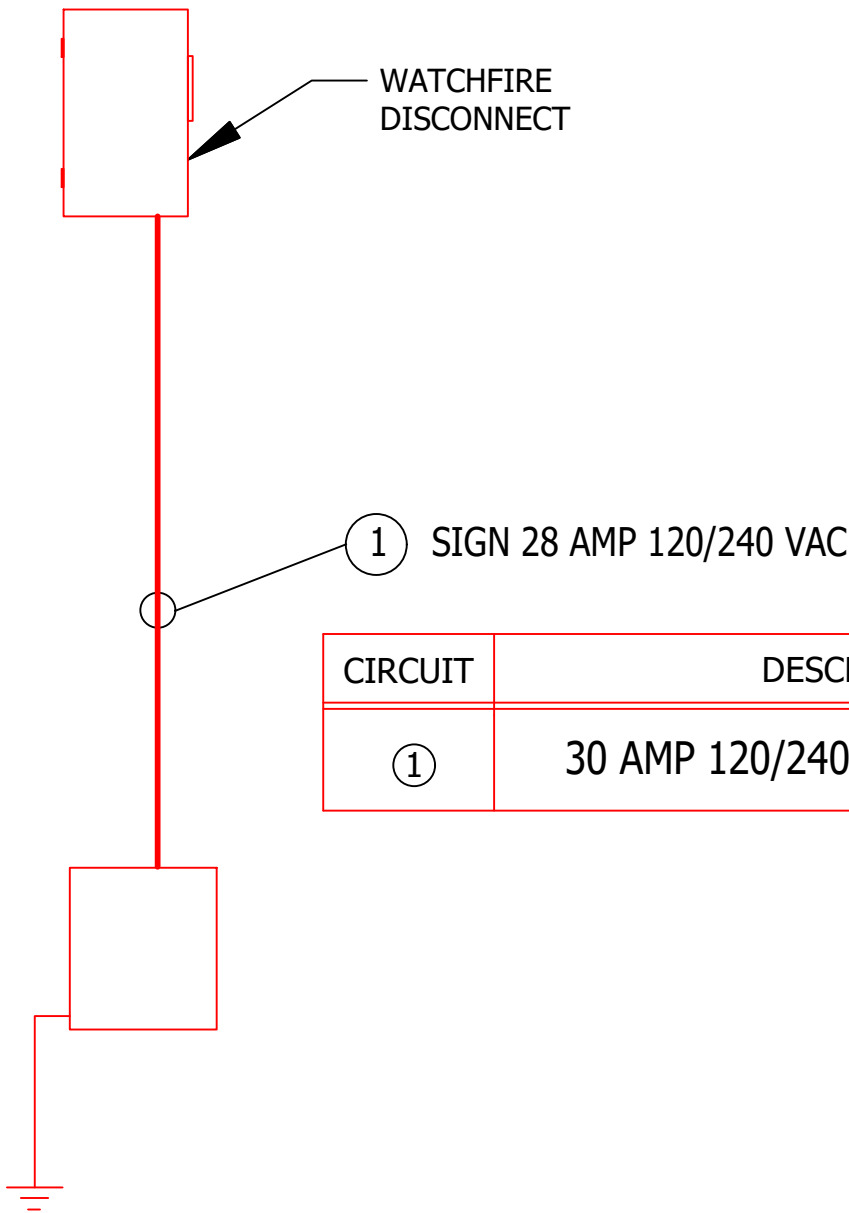 WATCHFIRE
DISCONNECT
1 SIGN 28 AMP 120/240 VAC
CIRCUIT
1 30 AMP 120/240